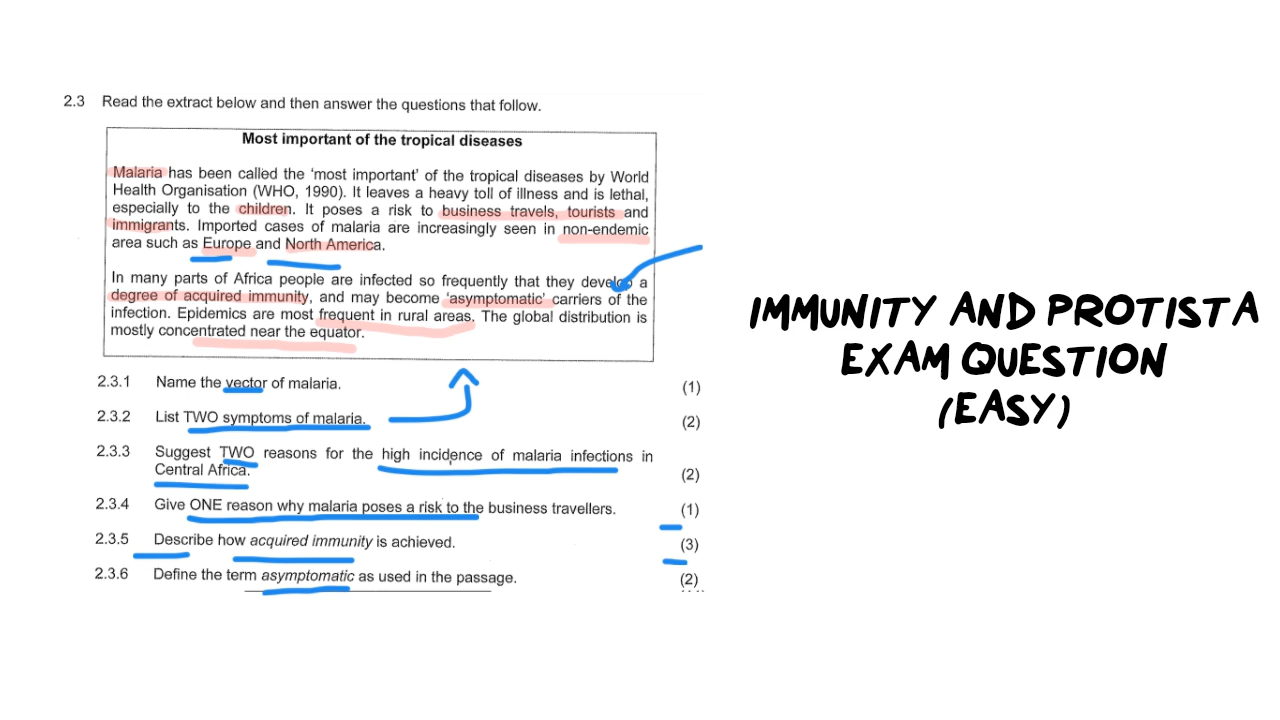 2.3 Read the extract below and then answer the questions that follow.
Most important of the tropical diseases
Malaria has been called the 'most important' of the tropical diseases by World
Health Organisation (WHO, 1990). It leaves a heavy toll of illness and is lethal,
especially to the children. It poses a risk to business travels, tourists and
immigrants. Imported cases of malaria are increasingly seen in non-endemic
area such as Europe and North America.
In many parts of Africa people are infected so frequently that they develop a
degree of acquired immunity, and may become 'asymptomatic' carriers of the
infection. Epidemics are most frequent in rural areas. The global distribution is
mostly concentrated near the equator.
2.3.1 Name the vector of malaria. (1)
2.3.2 List TWO symptoms of malaria. (2)
2.3.3 Suggest TWO reasons for the high incidence of malaria infections in
Central Africa. (2)
2.3.4 Give ONE reason why malaria poses a risk to the business travellers. (1)
2.3.5 Describe how acquired immunity is achieved. (3)
2.3.6 Define the term asymptomatic as used in the passage. (2)
IMMUNITY AND PROTISTA
EXAM QUESTION
(EASY)